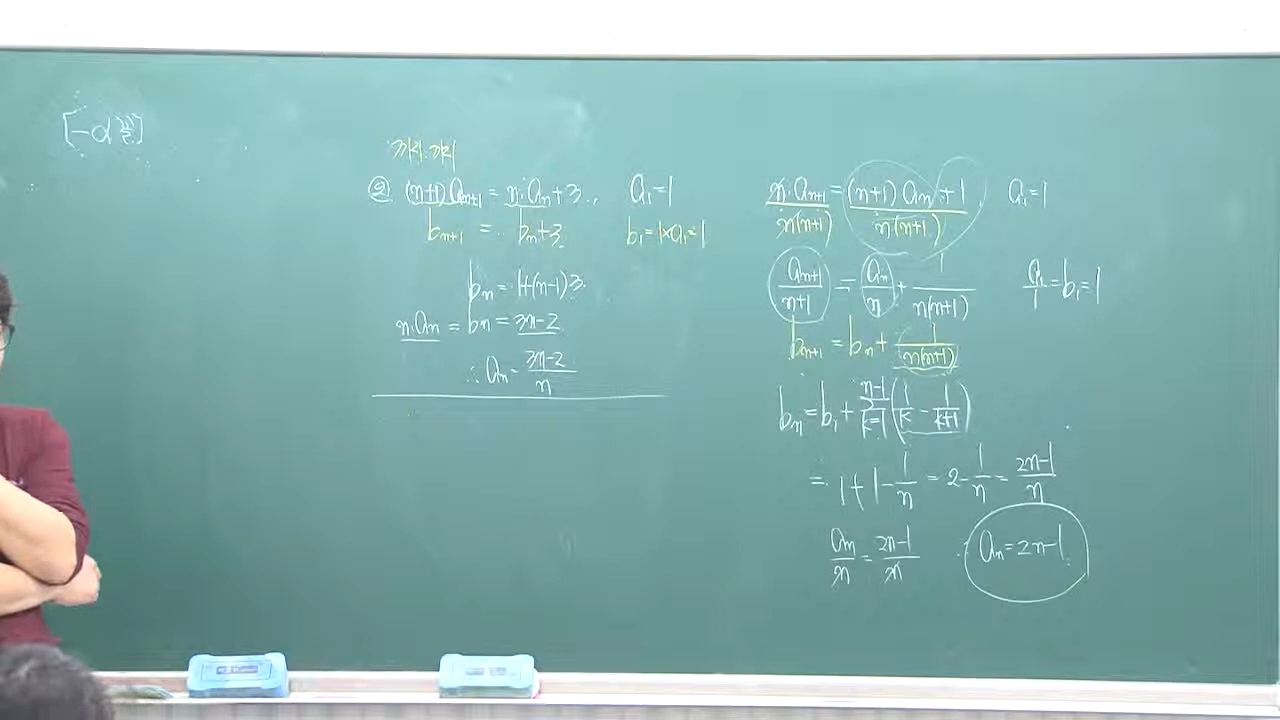 ② (n+1)aₙ₊₁ = n·aₙ+3, a₁=1
bₙ₊₁ = bₙ+3 b₁=1×a₁=1
bₙ = 1+(n-1)3
n·aₙ = bₙ = 3n-2
∴ aₙ = (3n-2)/n
(n·aₙ₊₁)/(n(n+1)) = ((n+1)aₙ+1)/(n(n+1)) a₁=1
aₙ₊₁/(n+1) = aₙ/n + 1/(n(n+1)) a₁/1=b₁=1
bₙ₊₁ = bₙ + 1/(n(n+1))
bₙ = b₁ + Σ_{k=1}^{n-1} (1/k - 1/(k+1))
= 1+1-1/n = 2-1/n = (2n-1)/n
aₙ/n = (2n-1)/n ∴ aₙ=2n-1